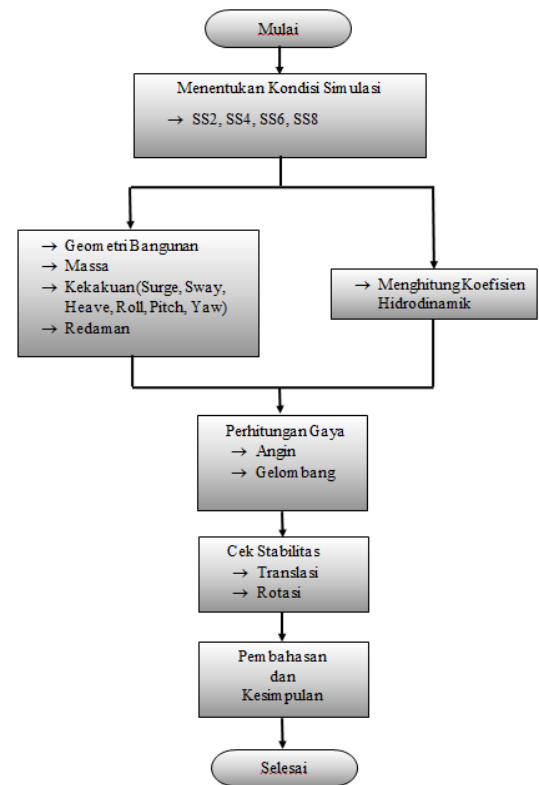 Mulai
Menentukan Kondisi Simulasi
→ SS2, SS4, SS6, SS8
→ Geometri Bangunan
→ Massa
→ Kekakuan(Surge, Sway,
Heave, Roll, Pitch, Yaw)
→ Redaman
→ Menghitung Koefisien
Hidrodinamik
Perhitungan Gaya
→ Angin
→ Gelombang
Cek Stabilitas
→ Translasi
→ Rotasi
Pembahasan
dan
Kesimpulan
Selesai